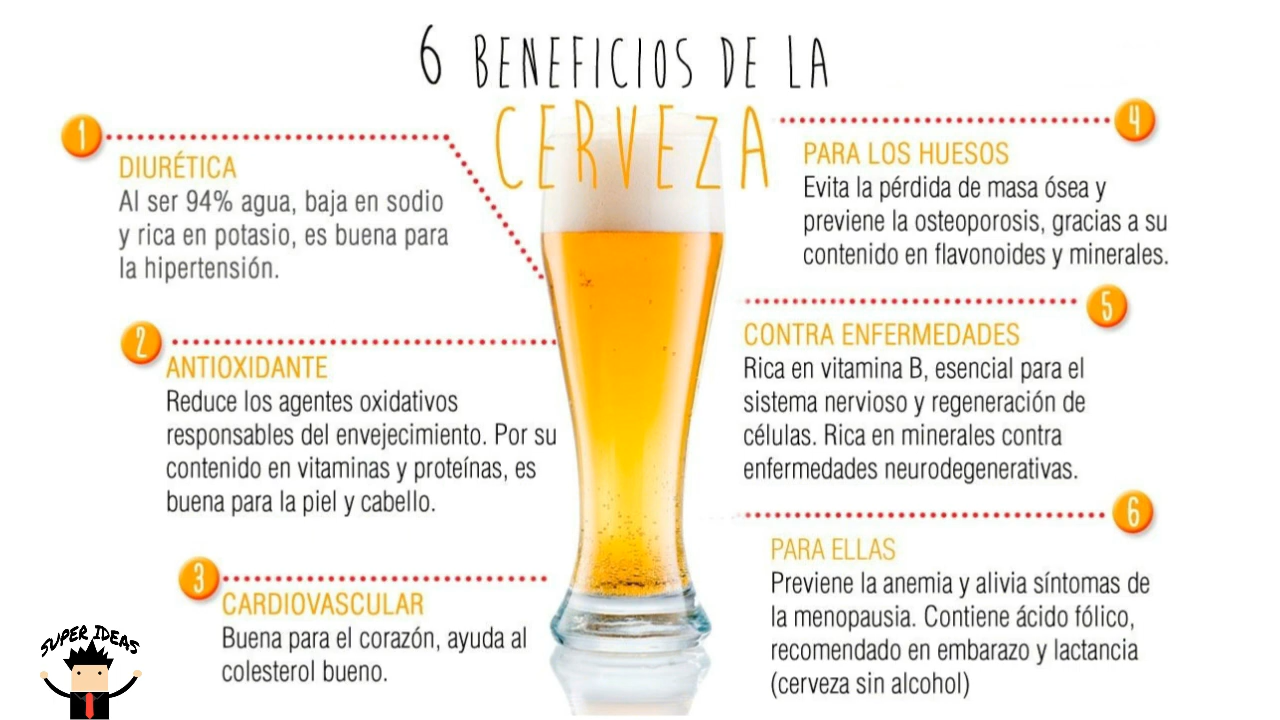 6 BENEFICIOS DE LA
CERVEZA
1
DIURÉTICA
Al ser 94% agua, baja en sodio
y rica en potasio, es buena para
la hipertensión.
2
ANTIOXIDANTE
Reduce los agentes oxidativos
responsables del envejecimiento. Por su
contenido en vitaminas y proteínas, es
buena para la piel y cabello.
3
CARDIOVASCULAR
Buena para el corazón, ayuda al
colesterol bueno.
4
PARA LOS HUESOS
Evita la pérdida de masa ósea y
previene la osteoporosis, gracias a su
contenido en flavonoides y minerales.
5
CONTRA ENFERMEDADES
Rica en vitamina B, esencial para el
sistema nervioso y regeneración de
células. Rica en minerales contra
enfermedades neurodegenerativas.
6
PARA ELLAS
Previene la anemia y alivia síntomas de
la menopausia. Contiene ácido fólico,
recomendado en embarazo y lactancia
(cerveza sin alcohol)
SUPER IDEAS